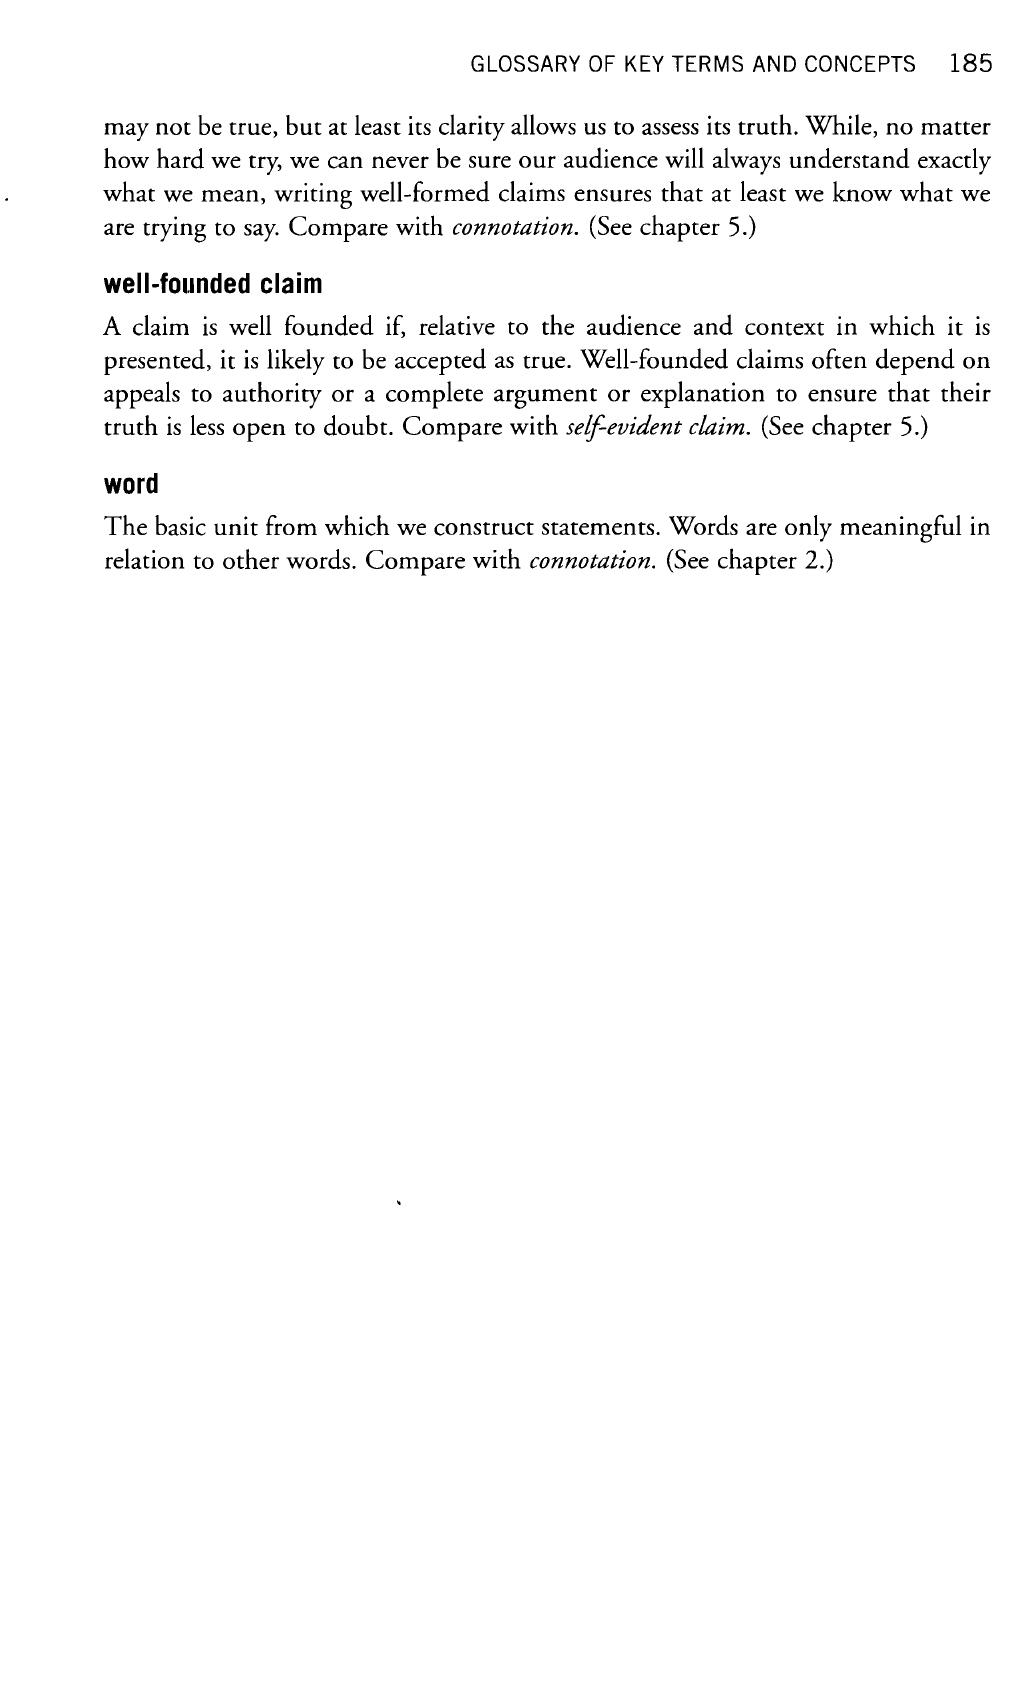 GLOSSARY OF KEY TERMS AND CONCEPTS 185
may not be true, but at least its clarity allows us to assess its truth. While, no matter
how hard we try, we can never be sure our audience will always understand exactly
what we mean, writing well-formed claims ensures that at least we know what we
are trying to say. Compare with connotation. (See chapter 5.)
well-founded claim
A claim is well founded if, relative to the audience and context in which it is
presented, it is likely to be accepted as true. Well-founded claims often depend on
appeals to authority or a complete argument or explanation to ensure that their
truth is less open to doubt. Compare with self-evident claim. (See chapter 5.)
word
The basic unit from which we construct statements. Words are only meaningful in
relation to other words. Compare with connotation. (See chapter 2.)